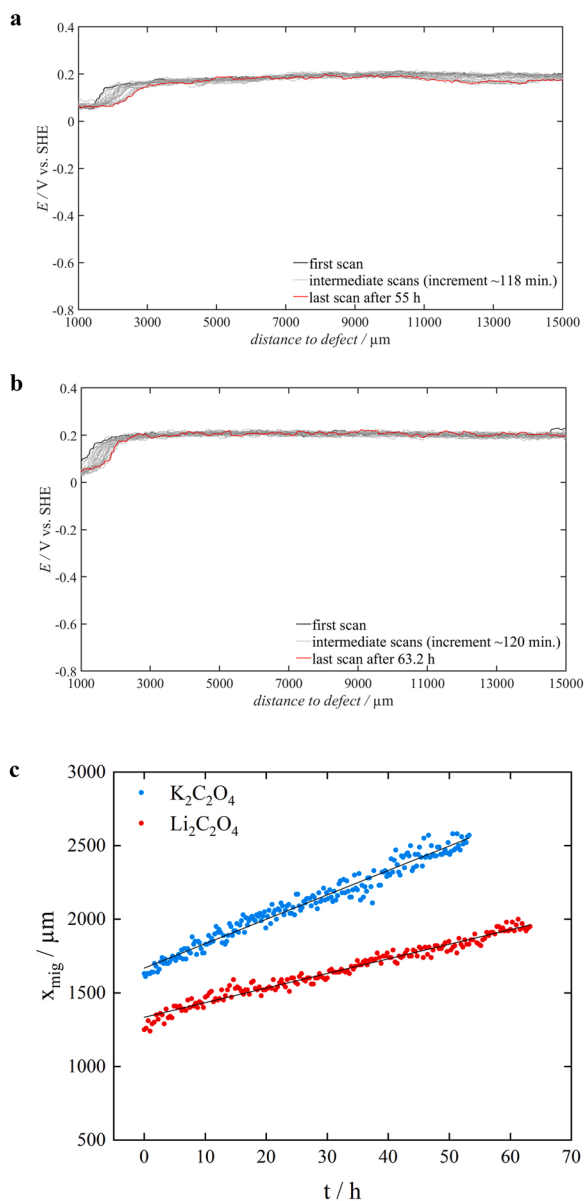 a
0.4
0.2
0
-0.2
-0.4
-0.6
-0.8
E / V vs. SHE
first scan
intermediate scans (increment ~118 min.)
last scan after 55 h
1000 3000 5000 7000 9000 11000 13000 15000
distance to defect / µm
b
0.4
0.2
0
-0.2
-0.4
-0.6
-0.8
E / V vs. SHE
first scan
intermediate scans (increment ~120 min.)
last scan after 63.2 h
1000 3000 5000 7000 9000 11000 13000 15000
distance to defect / µm
c
3000
2500
2000
1500
1000
500
x_mig / µm
K₂C₂O₄
Li₂C₂O₄
0 10 20 30 40 50 60 70
t / h